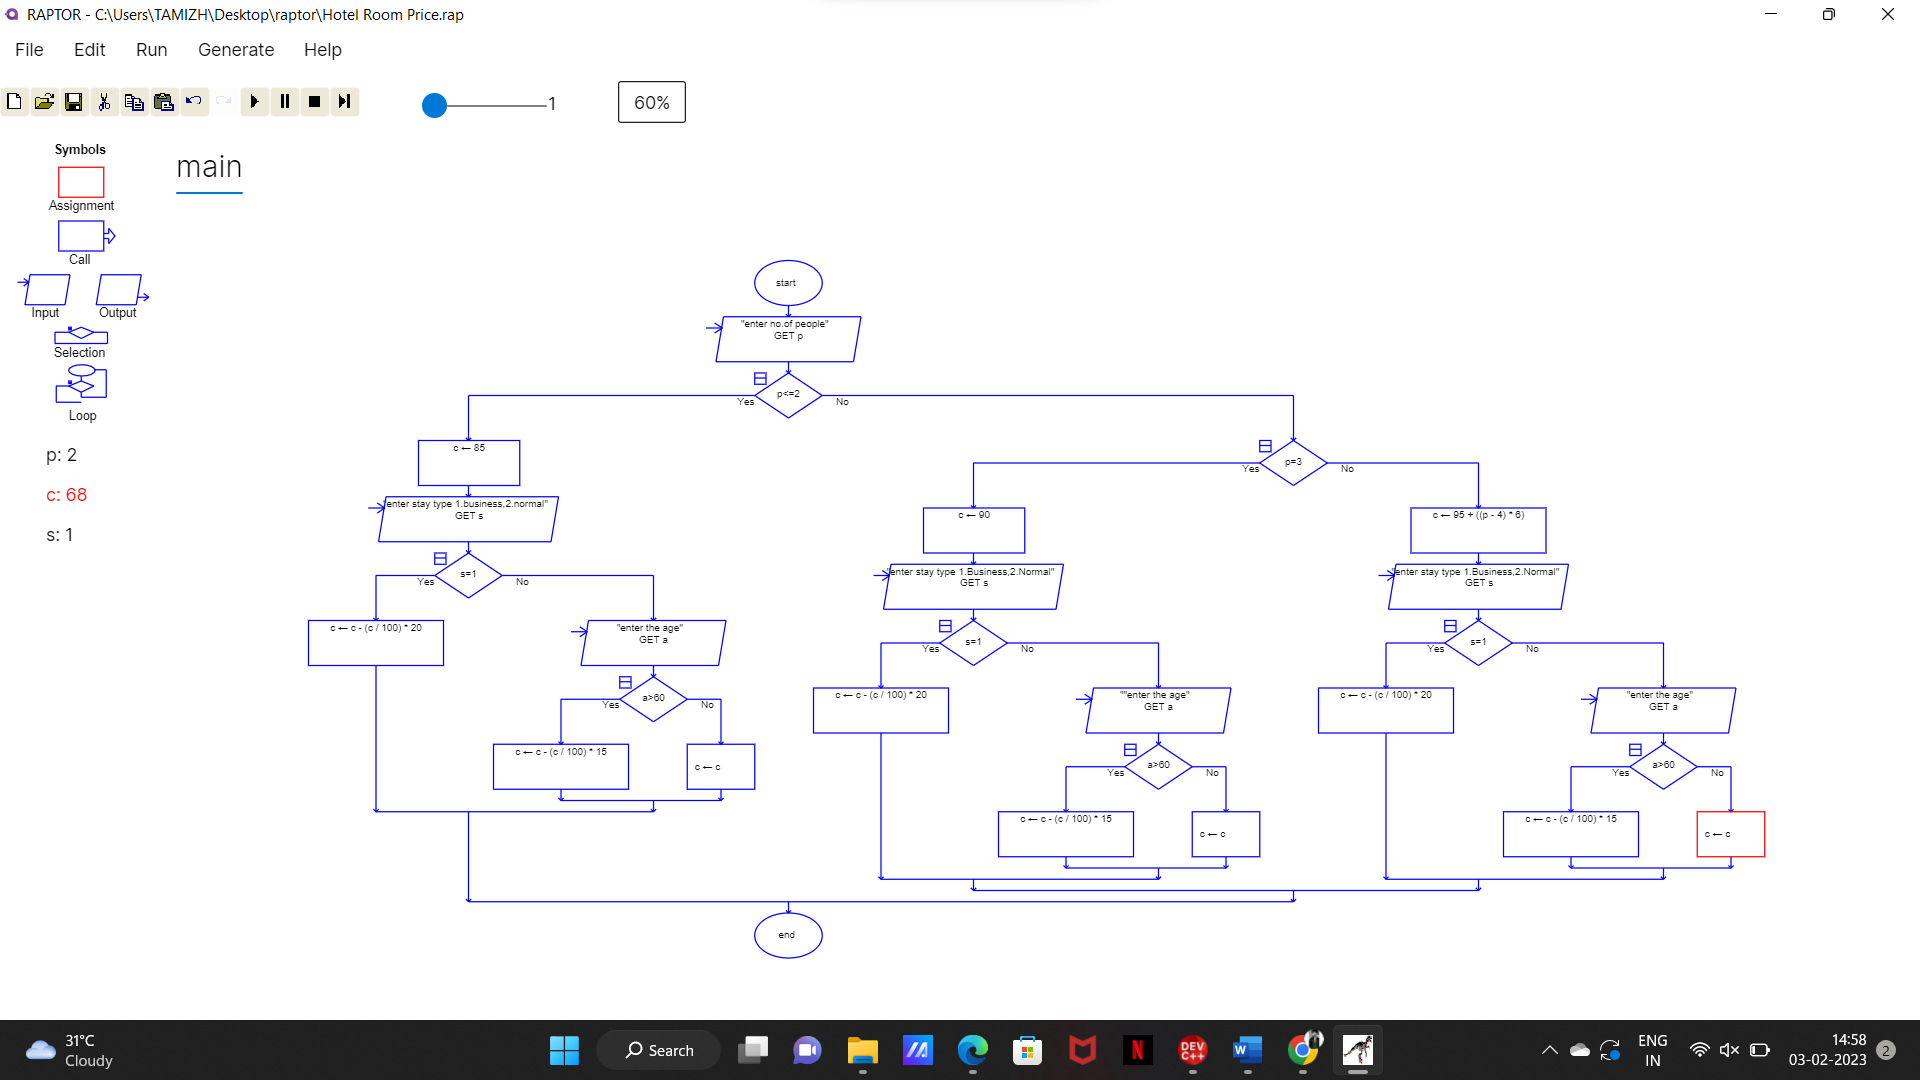 RAPTOR - C:\Users\TAMIZH\Desktop\raptor\Hotel Room Price.rap
File Edit Run Generate Help
1
60%
Symbols
Assignment
Call
Input Output
Selection
Loop
p: 2
c: 68
s: 1
main
start
"enter no.of people"
GET p
p<=2
Yes No
c ← 85
"enter stay type 1.business,2.normal"
GET s
s=1
Yes No
c ← c - (c / 100) * 20
"enter the age"
GET a
a>60
Yes No
c ← c - (c / 100) * 15
c ← c
p=3
Yes No
c ← 90
"enter stay type 1.Business,2.Normal"
GET s
s=1
Yes No
c ← c - (c / 100) * 20
""enter the age"
GET a
a>60
Yes No
c ← c - (c / 100) * 15
c ← c
c ← 95 + ((p - 4) * 6)
"enter stay type 1.Business,2.Normal"
GET s
s=1
Yes No
c ← c - (c / 100) * 20
"enter the age"
GET a
a>60
Yes No
c ← c - (c / 100) * 15
c ← c
end
31°C
Cloudy
Search
DEV
C++
W
N
ENG
IN
14:58
03-02-2023
2